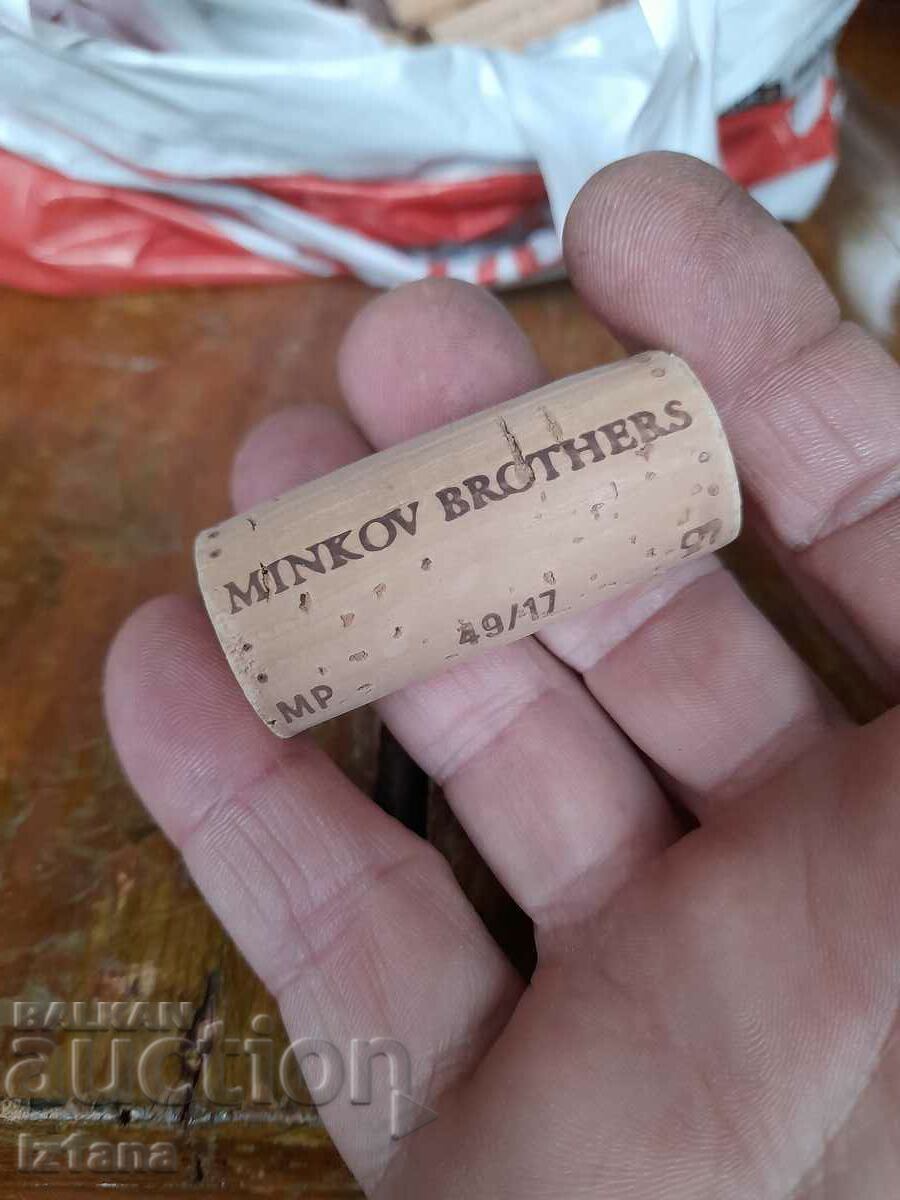 MINKOV BROTHERS
49/17
MP
BALKAN
auction
Iztana